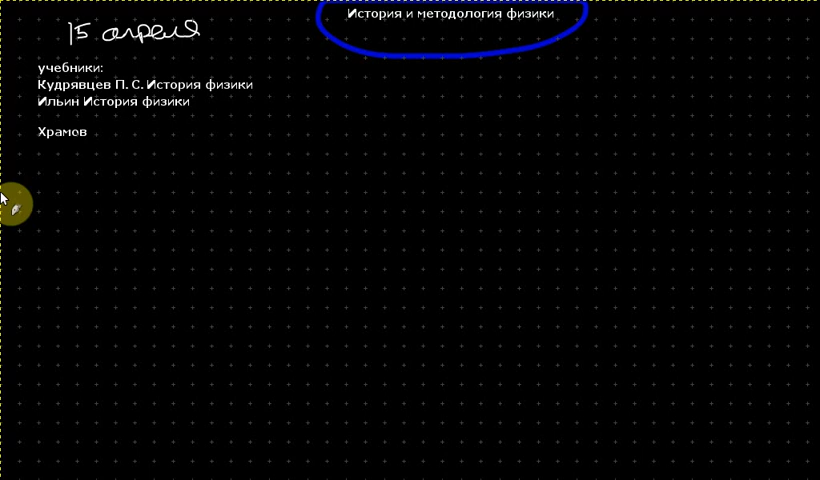 История и методология физики
15 апреля
учебники:
Кудрявцев П. С. История физики
Ильин История физики
Храмов